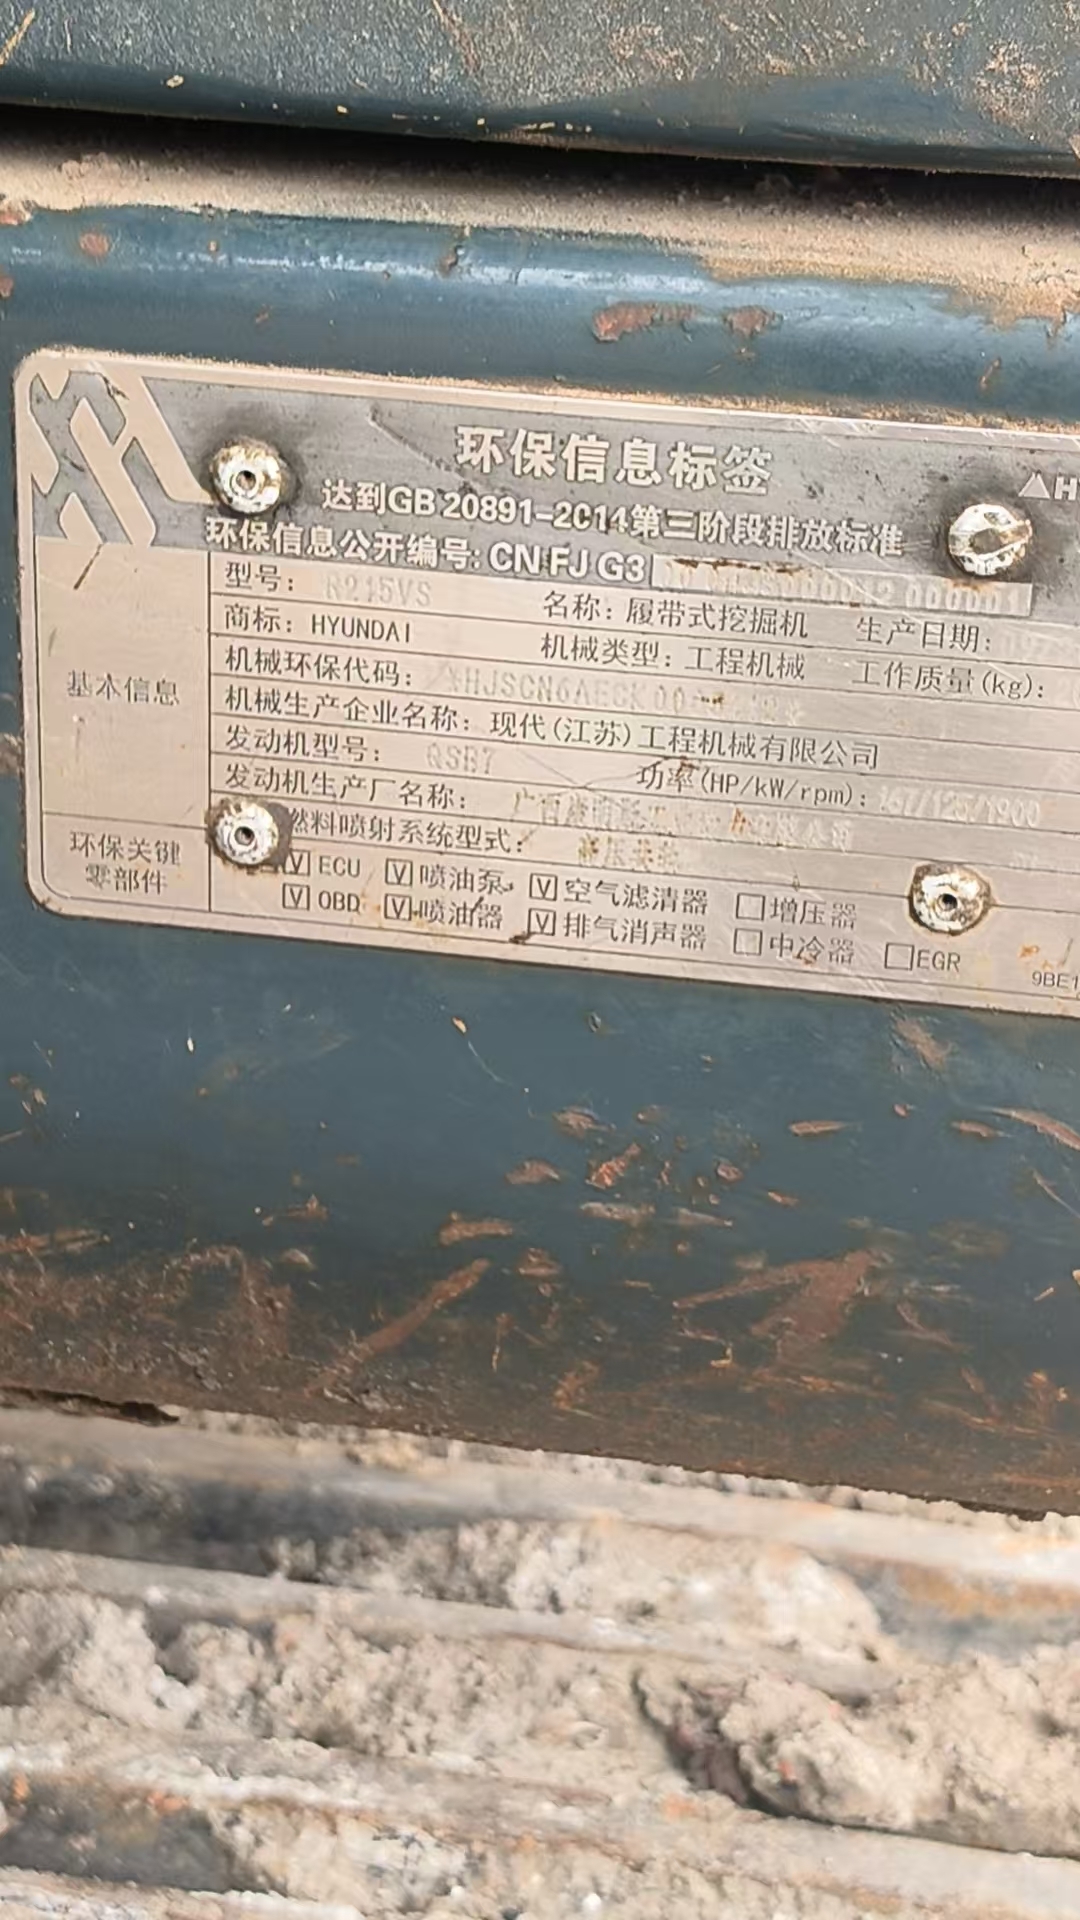 环保信息标签
达到GB 20891-2014第三阶段排放标准
环保信息公开编号: CN FJ G3 000001
型号: R215VS 名称: 履带式挖掘机 生产日期:
商标: HYUNDAI 机械类型: 工程机械 工作质量(kg):
基本信息
机械环保代码:
机械生产企业名称: 现代(江苏)工程机械有限公司
发动机型号: QSB7 功率(HP/kW/rpm): 167/125/1900
发动机生产厂名称:
燃料喷射系统型式:
环保关键零部件
V ECU V 喷油泵 V 空气滤清器 增压器
V OBD V 喷油器 V 排气消声器 中冷器 EGR
9BE1